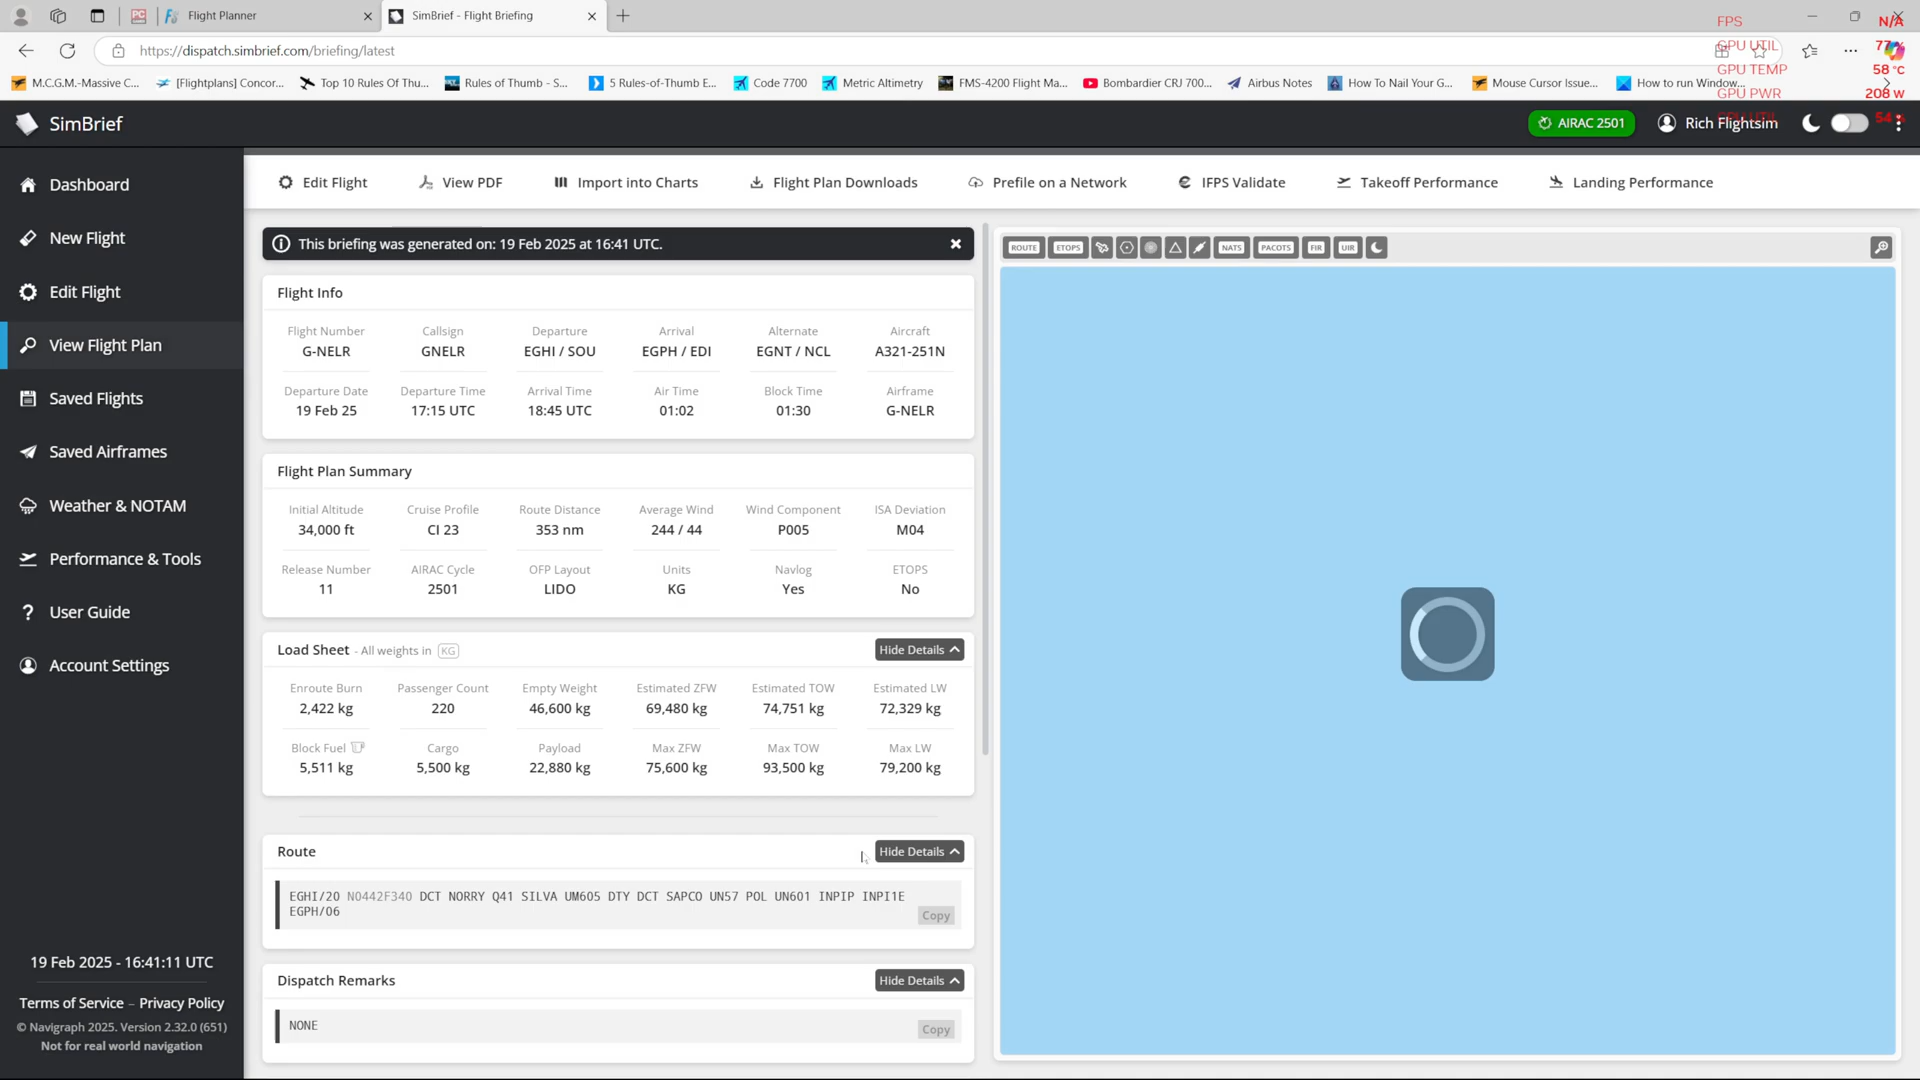 Flight Planner
SimBrief - Flight Briefing
FPS N/A
https://dispatch.simbrief.com/briefing/latest
GPU UTIL
GPU TEMP 58 °C
GPU PWR 208 W
M.C.G.M.-Massive C...
[Flightplans] Concor...
Top 10 Rules Of Thu...
Rules of Thumb - S...
5 Rules-of-Thumb E...
Code 7700
Metric Altimetry
FMS-4200 Flight Ma...
Bombardier CRJ 700...
Airbus Notes
How To Nail Your G...
Mouse Cursor Issue...
How to run Window...
SimBrief
AIRAC 2501
Rich Flightsim
Dashboard
New Flight
Edit Flight
View Flight Plan
Saved Flights
Saved Airframes
Weather & NOTAM
Performance & Tools
User Guide
Account Settings
19 Feb 2025 - 16:41:11 UTC
Terms of Service – Privacy Policy
© Navigraph 2025. Version 2.32.0 (651)
Not for real world navigation
Edit Flight
View PDF
Import into Charts
Flight Plan Downloads
Prefile on a Network
IFPS Validate
Takeoff Performance
Landing Performance
This briefing was generated on: 19 Feb 2025 at 16:41 UTC.
Flight Info
Flight Number Callsign Departure Arrival Alternate Aircraft
G-NELR GNELR EGHI / SOU EGPH / EDI EGNT / NCL A321-251N
Departure Date Departure Time Arrival Time Air Time Block Time Airframe
19 Feb 25 17:15 UTC 18:45 UTC 01:02 01:30 G-NELR
Flight Plan Summary
Initial Altitude Cruise Profile Route Distance Average Wind Wind Component ISA Deviation
34,000 ft CI 23 353 nm 244 / 44 P005 M04
Release Number AIRAC Cycle OFP Layout Units Navlog ETOPS
11 2501 LIDO KG Yes No
Load Sheet - All weights in KG Hide Details
Enroute Burn Passenger Count Empty Weight Estimated ZFW Estimated TOW Estimated LW
2,422 kg 220 46,600 kg 69,480 kg 74,751 kg 72,329 kg
Block Fuel Cargo Payload Max ZFW Max TOW Max LW
5,511 kg 5,500 kg 22,880 kg 75,600 kg 93,500 kg 79,200 kg
Route Hide Details
EGHI/20 N0442F340 DCT NORRY Q41 SILVA UM605 DTY DCT SAPCO UN57 POL UN601 INPIP INPI1E
EGPH/06
Copy
Dispatch Remarks Hide Details
NONE
Copy
ROUTE ETOPS NATS PACOTS FIR UIR